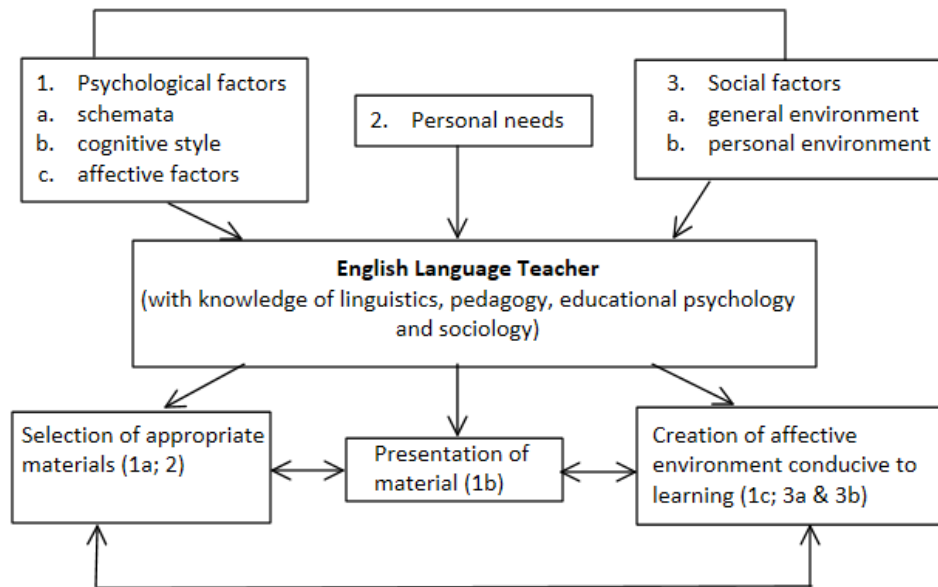 1. Psychological factors
a. schemata
b. cognitive style
c. affective factors
2. Personal needs
3. Social factors
a. general environment
b. personal environment
English Language Teacher
(with knowledge of linguistics, pedagogy, educational psychology
and sociology)
Selection of appropriate
materials (1a; 2)
Presentation of
material (1b)
Creation of affective
environment conducive to
learning (1c; 3a & 3b)